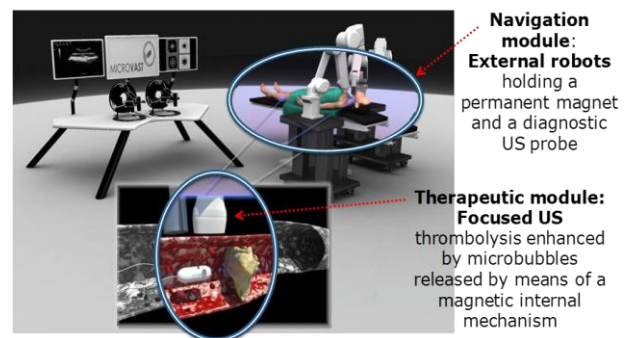 MICROVAST
Navigation
module:
External robots
holding a
permanent magnet
and a diagnostic
US probe
Therapeutic module:
Focused US
thrombolysis enhanced
by microbubbles
released by means of a
magnetic internal
mechanism